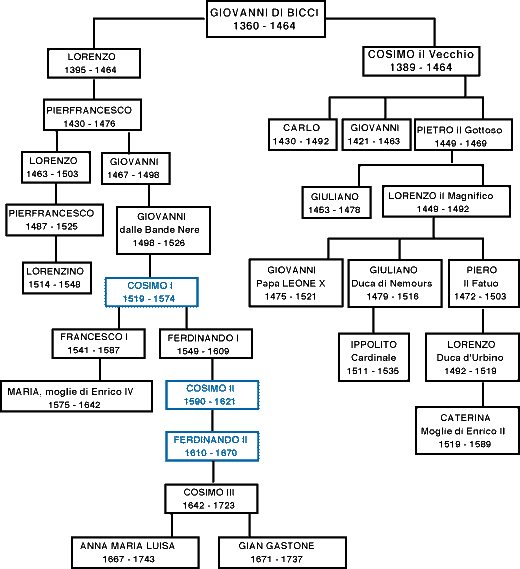 GIOVANNI DI BICCI
1360 - 1464
LORENZO
1395 - 1464
COSIMO il Vecchio
1389 - 1464
PIERFRANCESCO
1430 - 1476
CARLO
1430 - 1492
GIOVANNI
1421 - 1463
PIETRO il Gottoso
1449 - 1469
LORENZO
1463 - 1503
GIOVANNI
1467 - 1498
GIULIANO
1453 - 1478
LORENZO il Magnifico
1449 - 1492
PIERFRANCESCO
1487 - 1525
GIOVANNI
dalle Bande Nere
1498 - 1526
LORENZINO
1514 - 1548
COSIMO I
1519 - 1574
GIOVANNI
Papa LEONE X
1475 - 1521
GIULIANO
Duca di Nemours
1479 - 1516
PIERO
Il Fatuo
1472 - 1503
FRANCESCO I
1541 - 1587
FERDINANDO I
1549 - 1609
IPPOLITO
Cardinale
1511 - 1535
LORENZO
Duca d'Urbino
1492 - 1519
MARIA, moglie di Enrico IV
1575 - 1642
COSIMO II
1590 - 1621
CATERINA
Moglie di Enrico II
1519 - 1589
FERDINANDO II
1610 - 1670
COSIMO III
1642 - 1723
ANNA MARIA LUISA
1667 - 1743
GIAN GASTONE
1671 - 1737